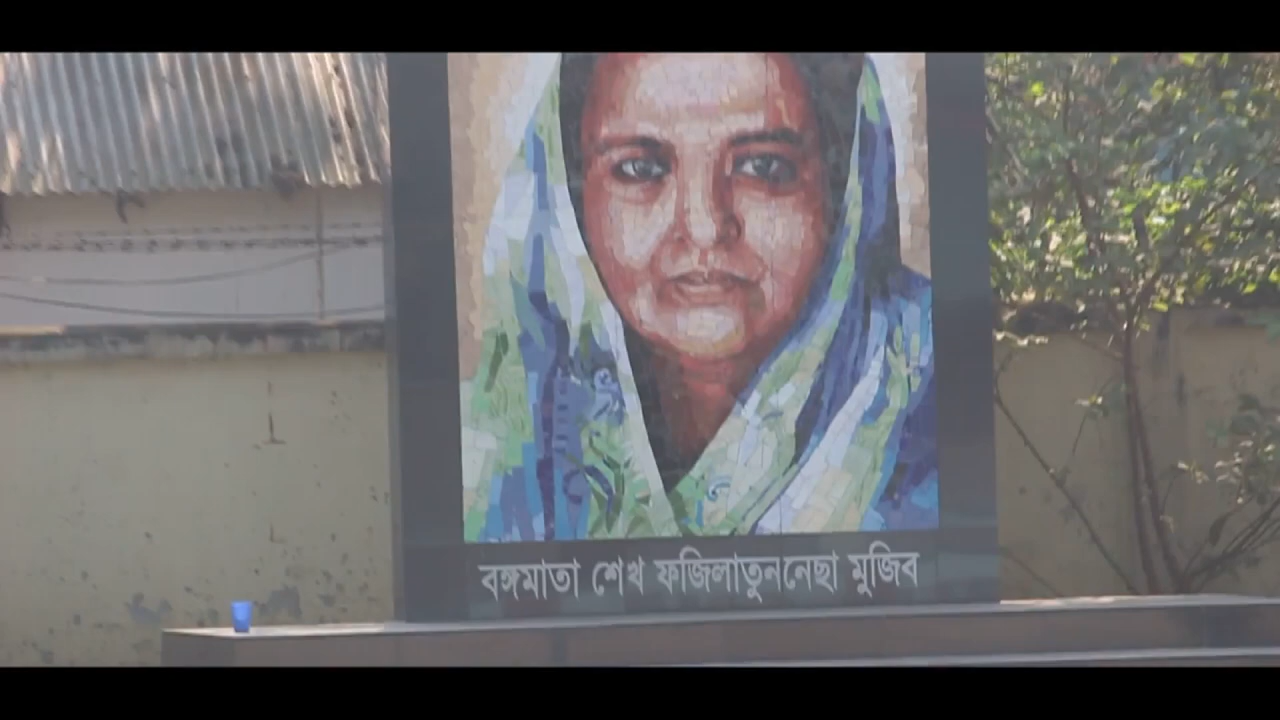 বঙ্গমাতা শেখ ফজিলাতুননেছা মুজিব